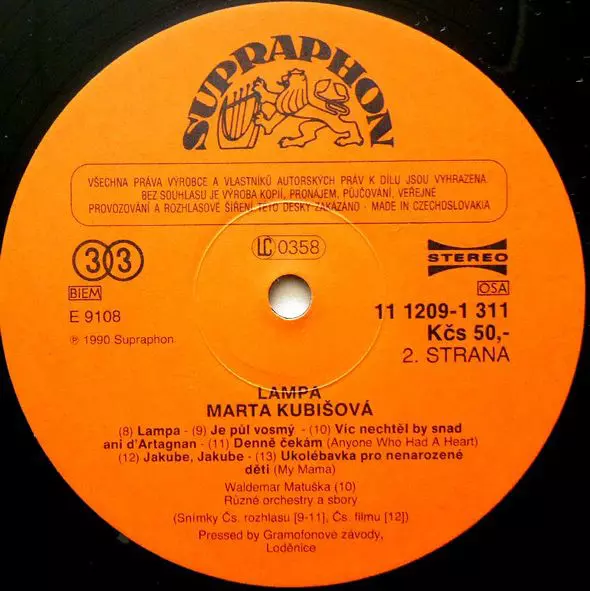 SUPRAPHON
VŠECHNA PRÁVA VÝROBCE A VLASTNÍKŮ AUTORSKÝCH PRÁV K DÍLU JSOU VYHRAZENA.
BEZ SOUHLASU JE VÝROBA KOPIÍ, PRONÁJEM, PŮJČOVÁNÍ, VEŘEJNÉ
PROVOZOVÁNÍ A ROZHLASOVÉ ŠÍŘENÍ TÉTO DESKY ZAKÁZÁNO · MADE IN CZECHOSLOVAKIA
LC 0358
33
STEREO
BIEM
OSA
E 9108
11 1209-1 311
Kčs 50,-
℗ 1990 Supraphon
2. STRANA
LAMPA
MARTA KUBIŠOVÁ
(8) Lampa - (9) Je půl vosmý - (10) Víc nechtěl by snad
ani d'Artagnan - (11) Denně čekám (Anyone Who Had A Heart)
(12) Jakube, Jakube - (13) Ukolébavka pro nenarozené
děti (My Mama)
Waldemar Matuška (10)
Různé orchestry a sbory
(Snímky Čs. rozhlasu [9-11], Čs. filmu [12])
Pressed by Gramofonové závody,
Loděnice